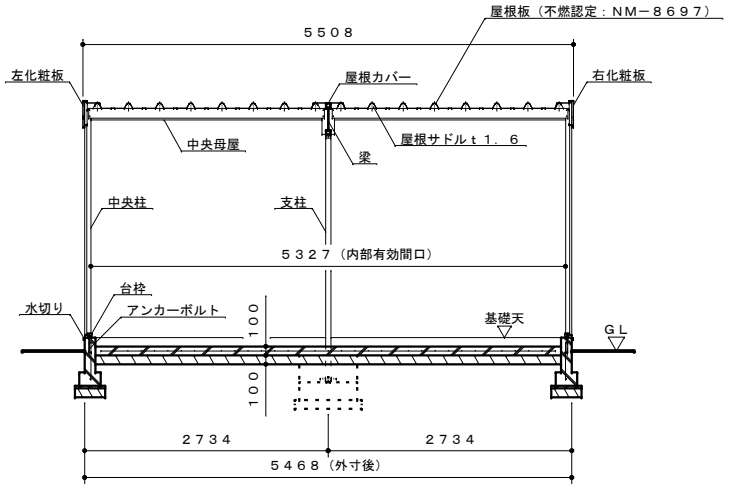 屋根板（不燃認定：NM－8697）
5508
左化粧板
屋根カバー
右化粧板
中央母屋
屋根サドルｔ１．６
梁
中央柱
支柱
5327（内部有効間口）
台枠
水切り
アンカーボルト
100
基礎天
GL
100
2734
2734
5468（外寸後）